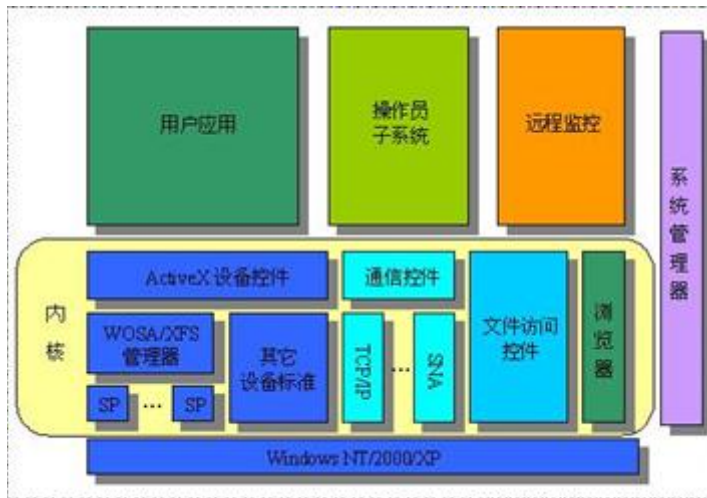 用户应用
操作员
子系统
远程监控
系统管理器
内核
ActiveX 设备控件
通信控件
文件访问
控件
浏览器
WOSA/XFS
管理器
其它
设备标准
TCP/IP
...
SNA
SP
...
SP
Windows NT/2000/XP